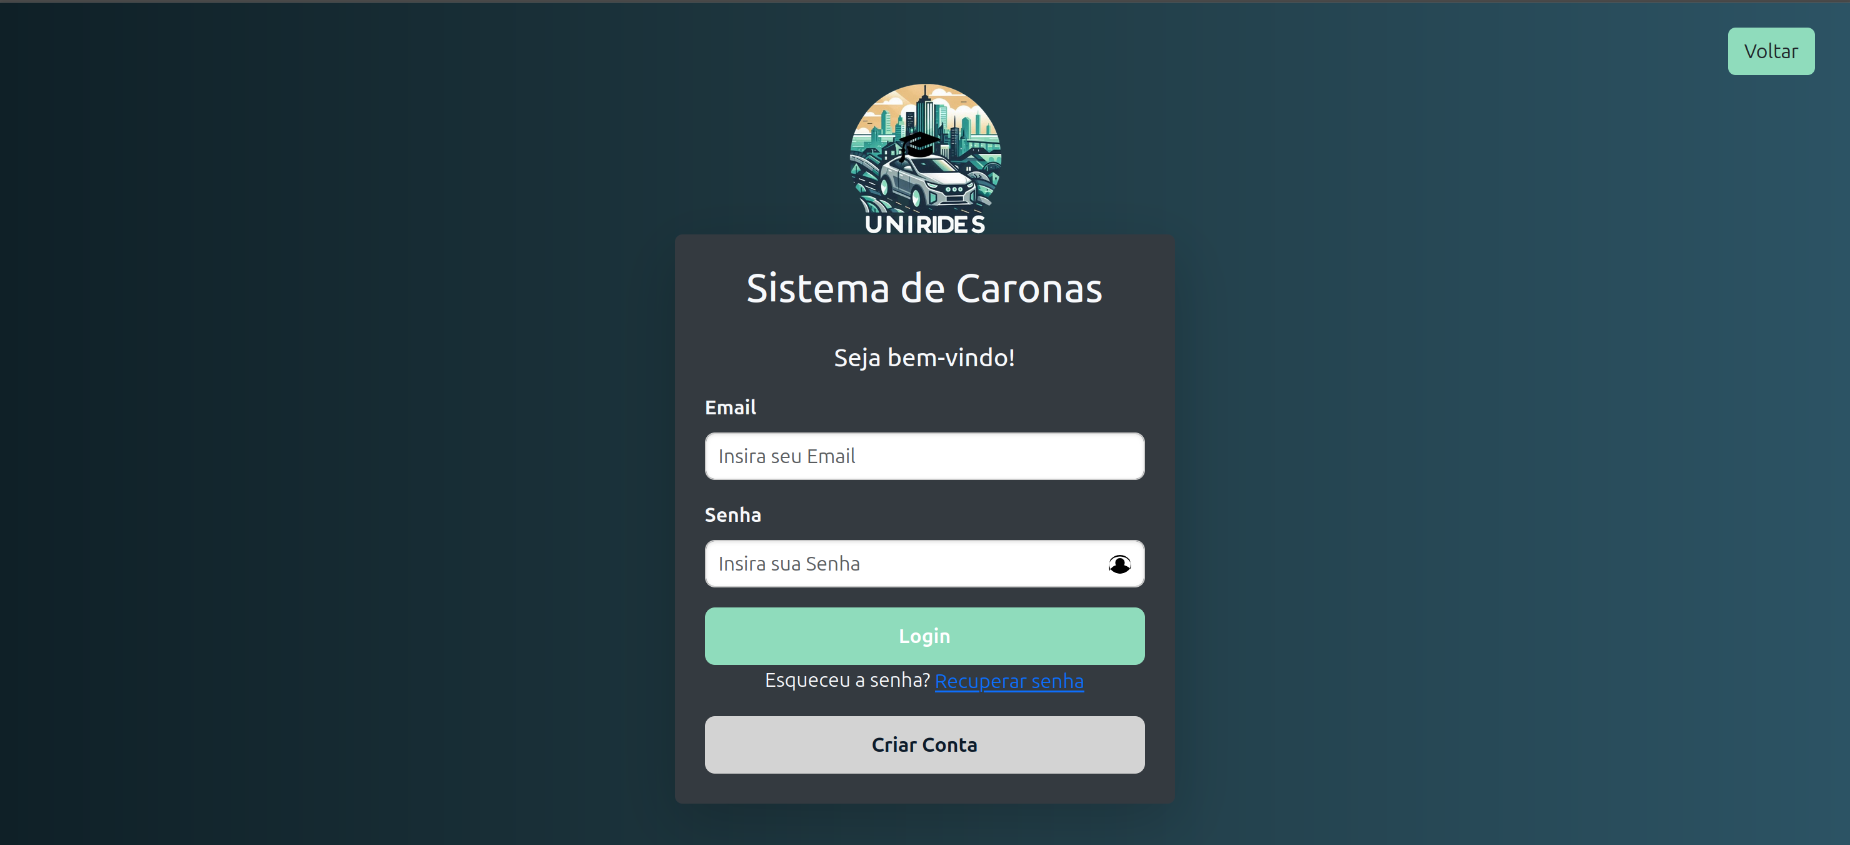 Voltar
UNIRIDES
Sistema de Caronas
Seja bem-vindo!
Email
Insira seu Email
Senha
Insira sua Senha
Login
Esqueceu a senha? Recuperar senha
Criar Conta